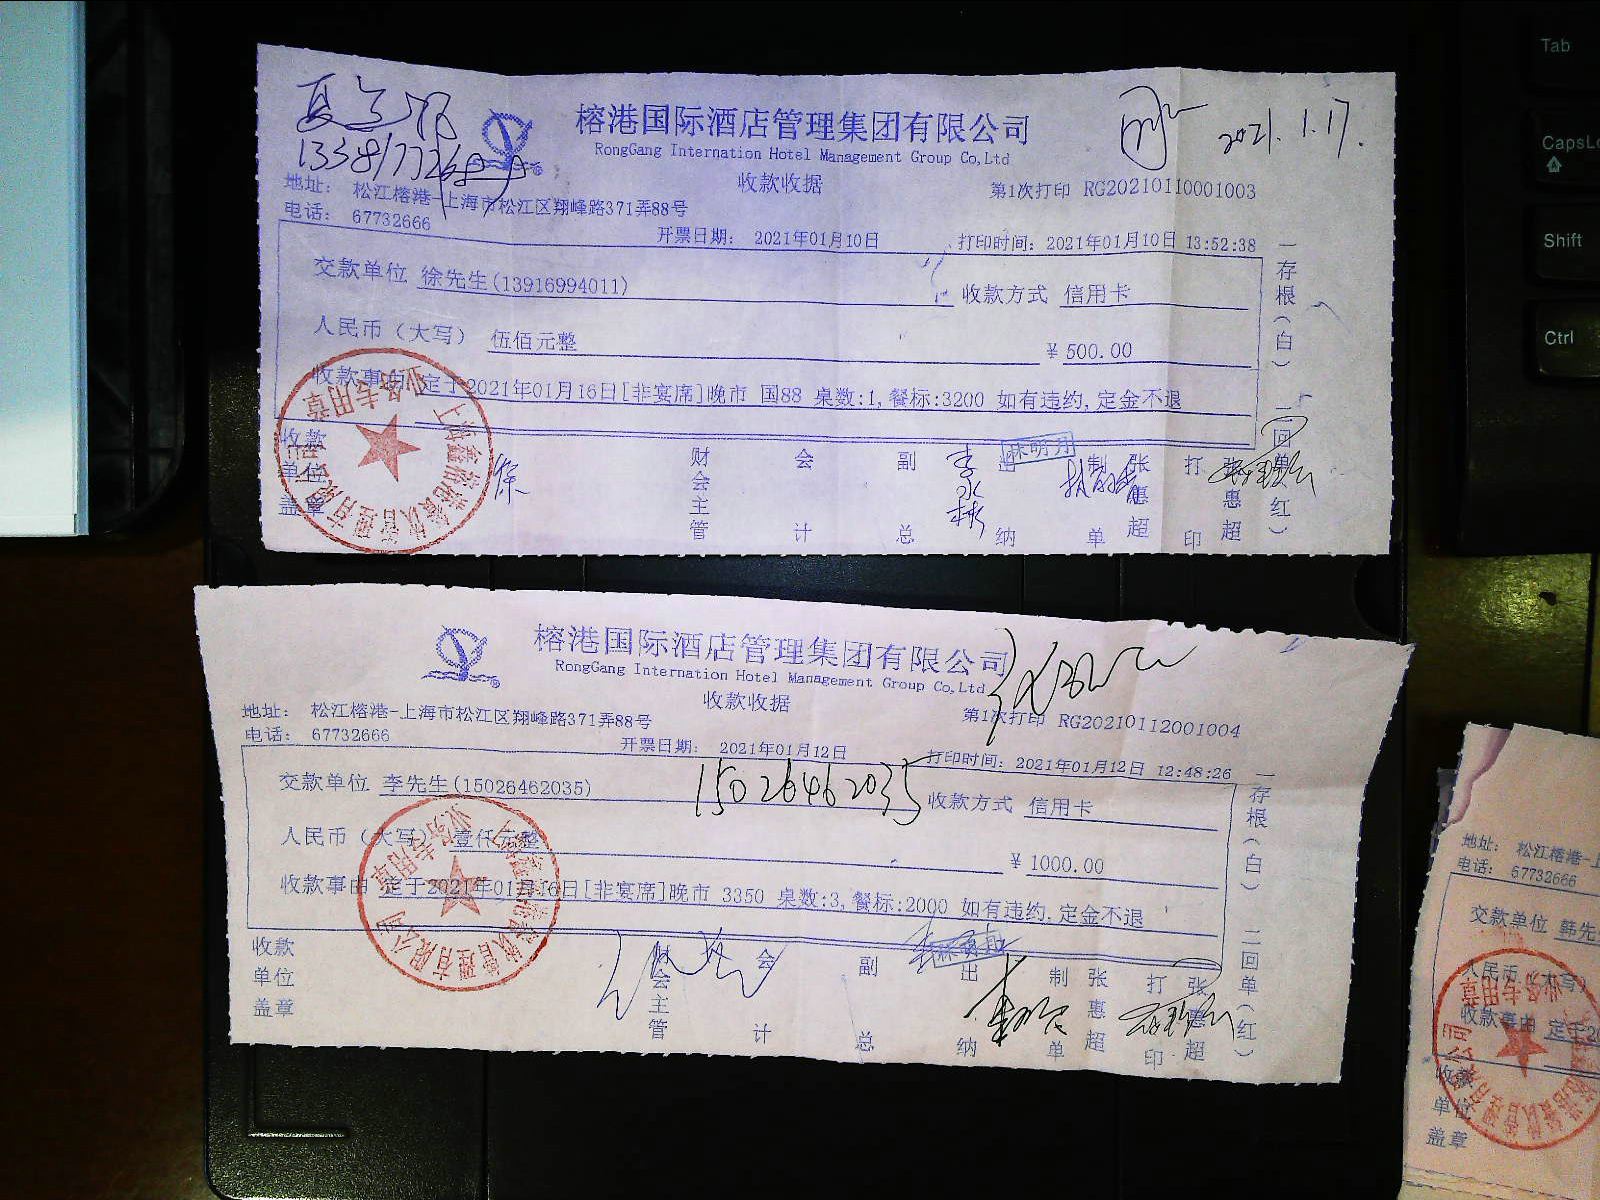 榕港国际酒店管理集团有限公司
RongGang International Hotel Management Group Co,Ltd
2021.1.17.
收款收据
第1次打印 RG20210110001003
地址: 松江榕港-上海市松江区翔峰路371弄88号
电话: 67732666
开票日期: 2021年01月10日
打印时间: 2021年01月10日 13:52:38
交款单位 徐先生(13916994011)
收款方式 信用卡
人民币(大写) 伍佰元整
¥500.00
收款事由 定于2021年01月16日[非宴席]晚市 国88 桌数:1,餐标:3200 如有违约,定金不退
收款单位盖章
徐
财会主管
会计
副总
出纳
制单 张惠超
打印 张惠超
一存根(白)
二回单(红)
业务专用章
榕港国际酒店管理集团有限公司
RongGang International Hotel Management Group Co,Ltd
收款收据
第1次打印 RG20210112001004
地址: 松江榕港-上海市松江区翔峰路371弄88号
电话: 67732666
开票日期: 2021年01月12日
打印时间: 2021年01月12日 12:48:26
交款单位 李先生(15026462035)
15026462035
收款方式 信用卡
人民币(大写) 壹仟元整
¥1000.00
收款事由 定于2021年01月16日[非宴席]晚市 3350 桌数:3,餐标:2000 如有违约,定金不退
收款单位盖章
财会主管
会计
副总
出纳
制单 张惠超
打印 张惠超
一存根(白)
二回单(红)
业务专用章
地址: 松江榕港-
电话: 67732666
交款单位 韩先
人民币(大写)
收款事由 定于20
收款
单位
盖章
业务专用章
Tab
CapsLo
Shift
Ctrl